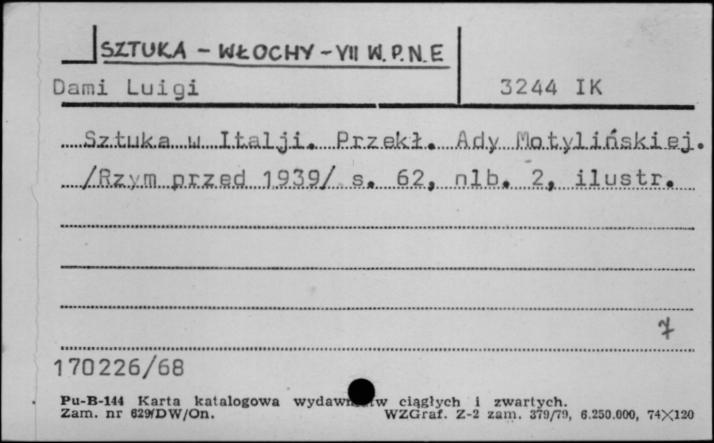 SZTUKA - WŁOCHY - VII W. P. N. E
Dami Luigi 3244 IK
Sztuka w Italji. Przekł. Ady Motylińskiej.
/Rzym przed 1939/ s. 62, nlb. 2, ilustr.
7
170226/68
Pu-B-144 Karta katalogowa ciągłych i zwartych.
Zam. nr 629/DW/On. WZGraf. Z-2 zam. 379/79, 6.250.000, 74×120